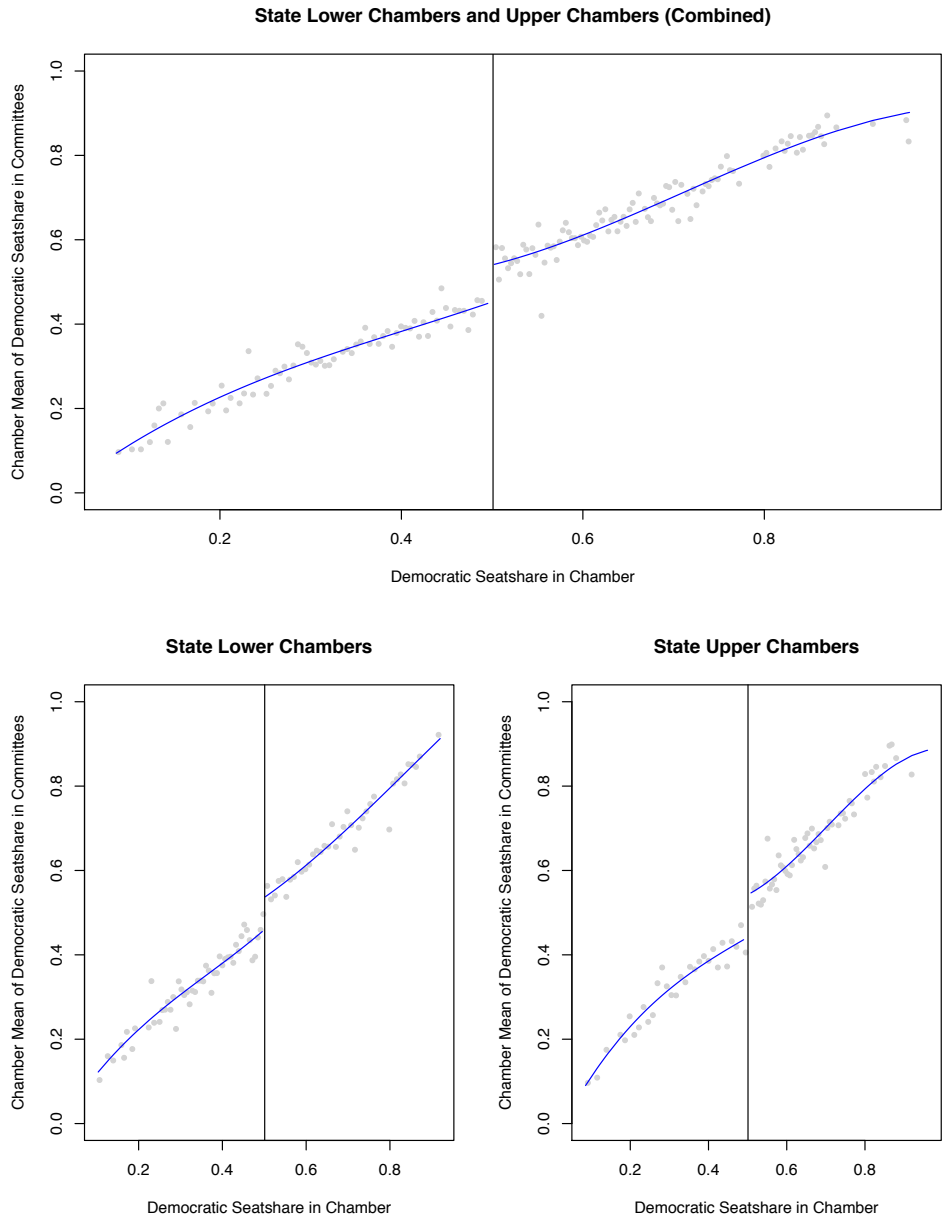 State Lower Chambers and Upper Chambers (Combined)
Chamber Mean of Democratic Seatshare in Committees
1.0
0.8
0.6
0.4
0.2
0.0
0.2 0.4 0.6 0.8
Democratic Seatshare in Chamber
State Lower Chambers
Chamber Mean of Democratic Seatshare in Committees
1.0
0.8
0.6
0.4
0.2
0.0
0.2 0.4 0.6 0.8
Democratic Seatshare in Chamber
State Upper Chambers
Chamber Mean of Democratic Seatshare in Committees
1.0
0.8
0.6
0.4
0.2
0.0
0.2 0.4 0.6 0.8
Democratic Seatshare in Chamber